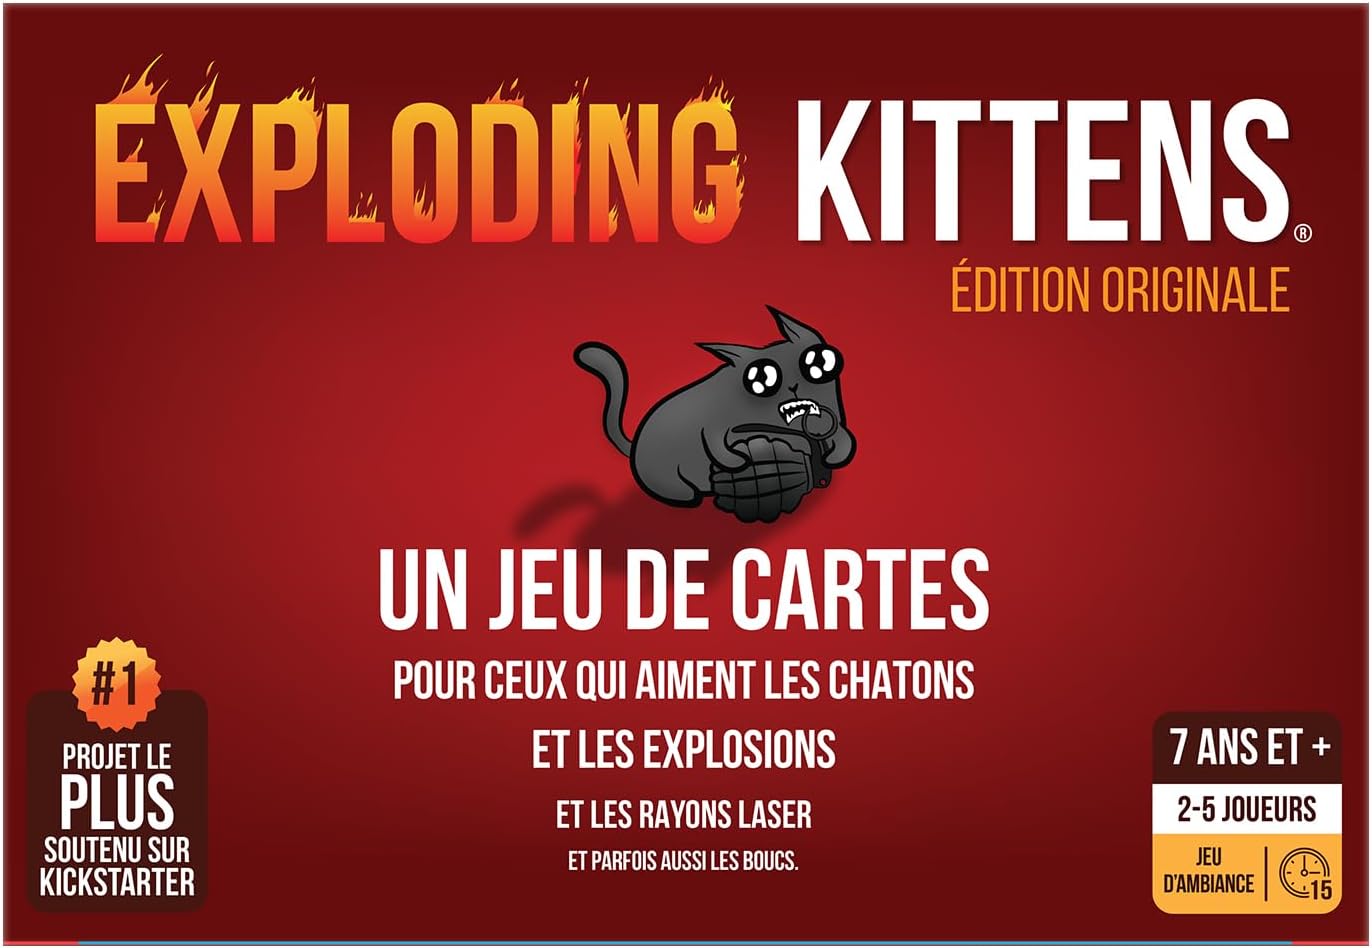 EXPLODING KITTENS®
ÉDITION ORIGINALE
UN JEU DE CARTES
POUR CEUX QUI AIMENT LES CHATONS
ET LES EXPLOSIONS
ET LES RAYONS LASER
ET PARFOIS AUSSI LES BOUCS.
#1
PROJET LE
PLUS
SOUTENU SUR
KICKSTARTER
7 ANS ET +
2-5 JOUEURS
JEU
D'AMBIANCE
15